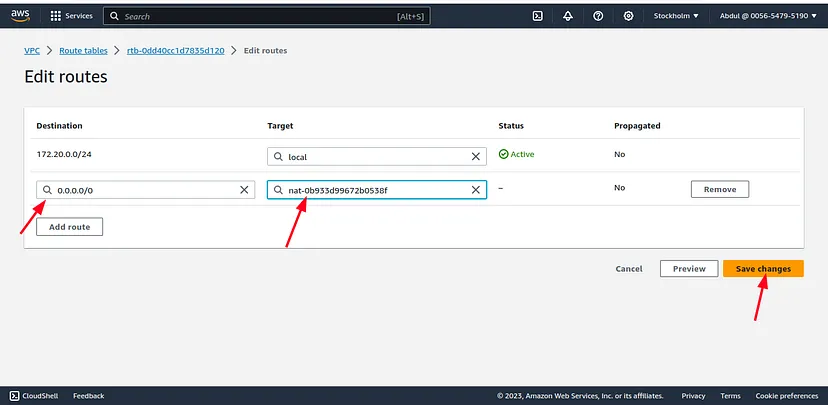 aws Services Search [Alt+S] Stockholm Abdul @ 0056-5479-5190
VPC Route tables rtb-0dd40cc1d7835d120 Edit routes
Edit routes
Destination Target Status Propagated
172.20.0.0/24 local Active No
0.0.0.0/0 nat-0b933d99672b0538f – No Remove
Add route
Cancel Preview Save changes
CloudShell Feedback © 2023, Amazon Web Services, Inc. or its affiliates. Privacy Terms Cookie preferences